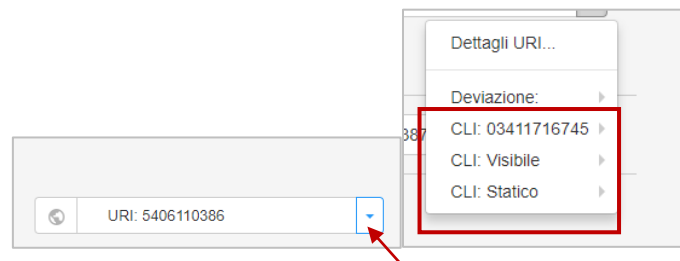 URI: 5406110386
Dettagli URI...
Deviazione:
CLI: 03411716745
CLI: Visibile
CLI: Statico